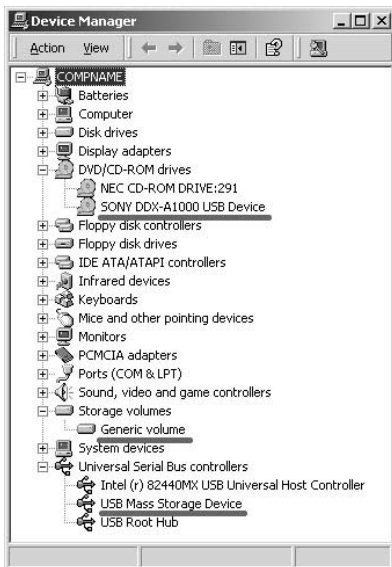 Device Manager
Action View
COMPNAME
Batteries
Computer
Disk drives
Display adapters
DVD/CD-ROM drives
NEC CD-ROM DRIVE:291
SONY DDX-A1000 USB Device
Floppy disk controllers
Floppy disk drives
IDE ATA/ATAPI controllers
Infrared devices
Keyboards
Mice and other pointing devices
Monitors
PCMCIA adapters
Ports (COM & LPT)
Sound, video and game controllers
Storage volumes
Generic volume
System devices
Universal Serial Bus controllers
Intel (r) 82440MX USB Universal Host Controller
USB Mass Storage Device
USB Root Hub